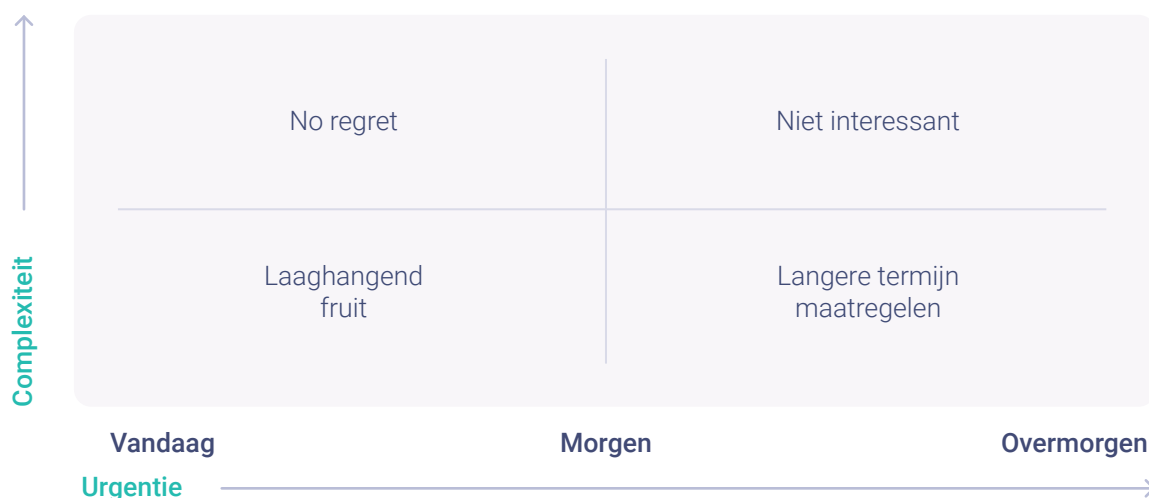 No regret
Niet interessant
Laaghangend
fruit
Langere termijn
maatregelen
Complexiteit
Vandaag
Morgen
Overmorgen
Urgentie